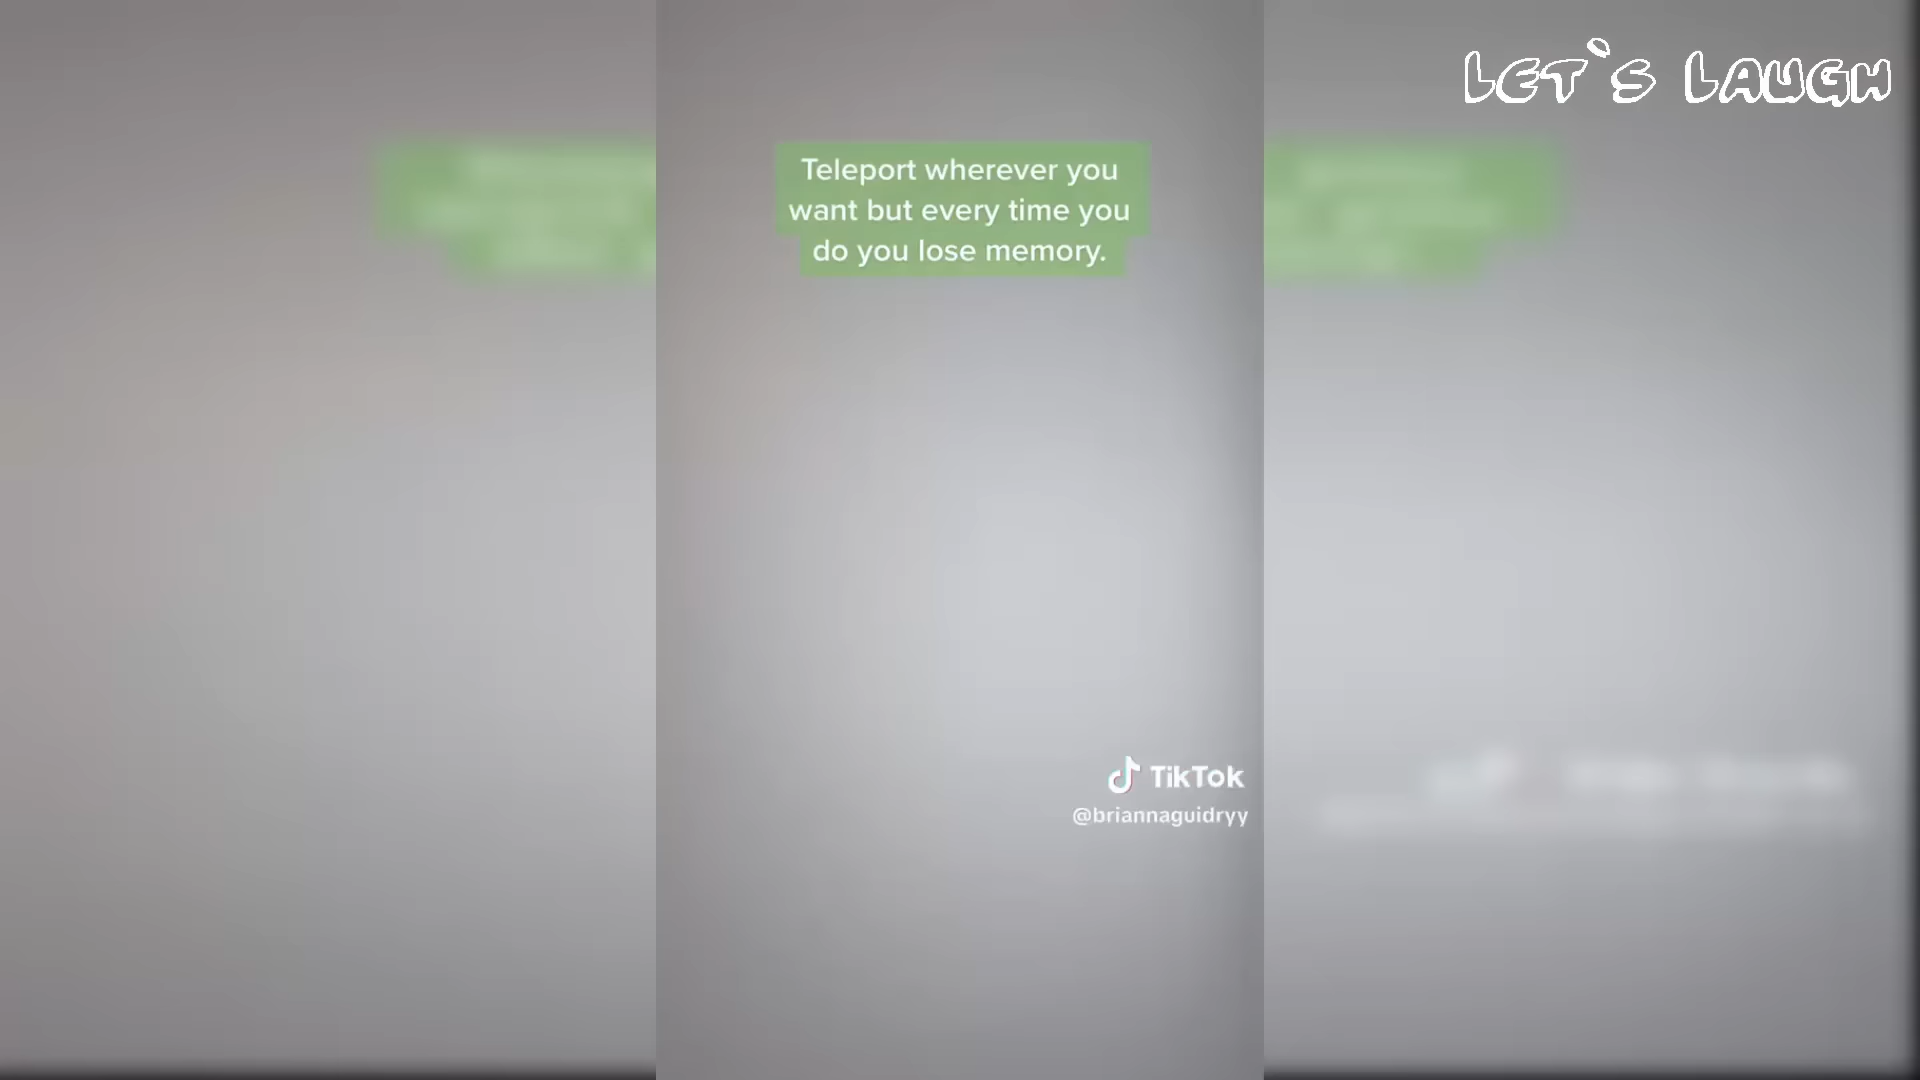 LET`S LAUGH
Teleport wherever you
want but every time you
do you lose memory.
TikTok
@briannaguidryy